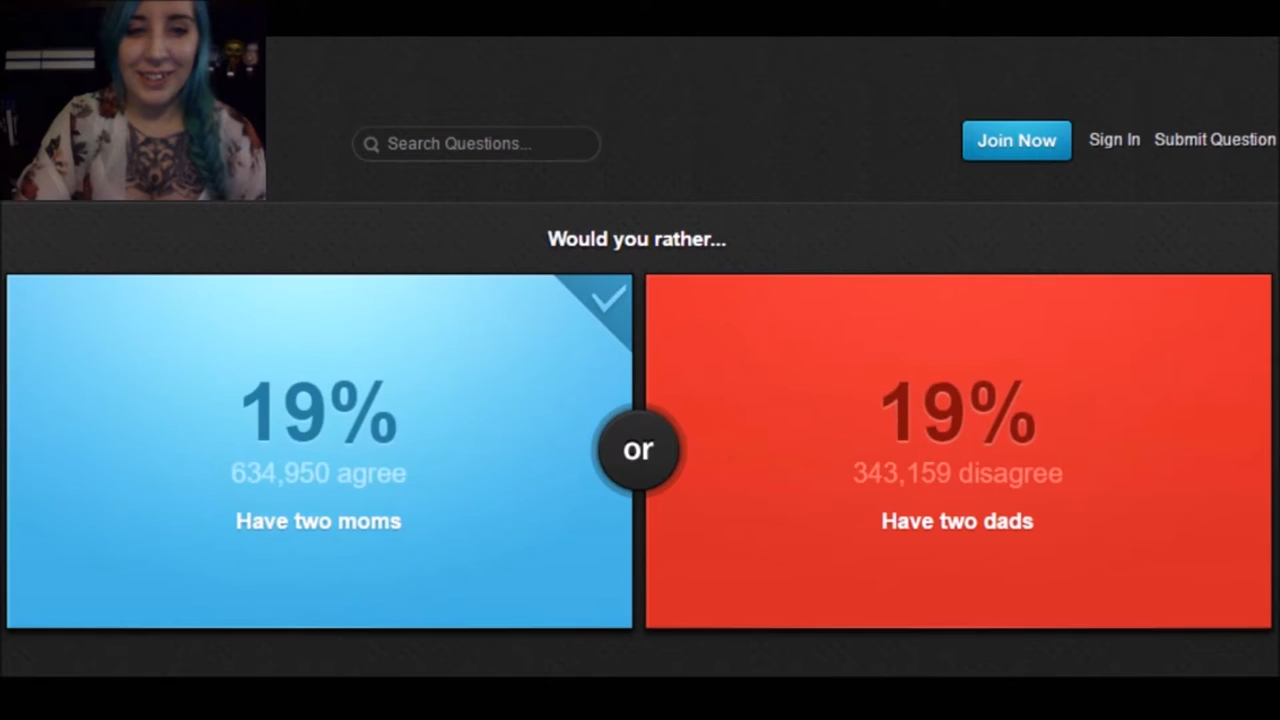 Search Questions...
Join Now Sign In Submit Question
Would you rather...
19%
634,950 agree
Have two moms
or
19%
343,159 disagree
Have two dads